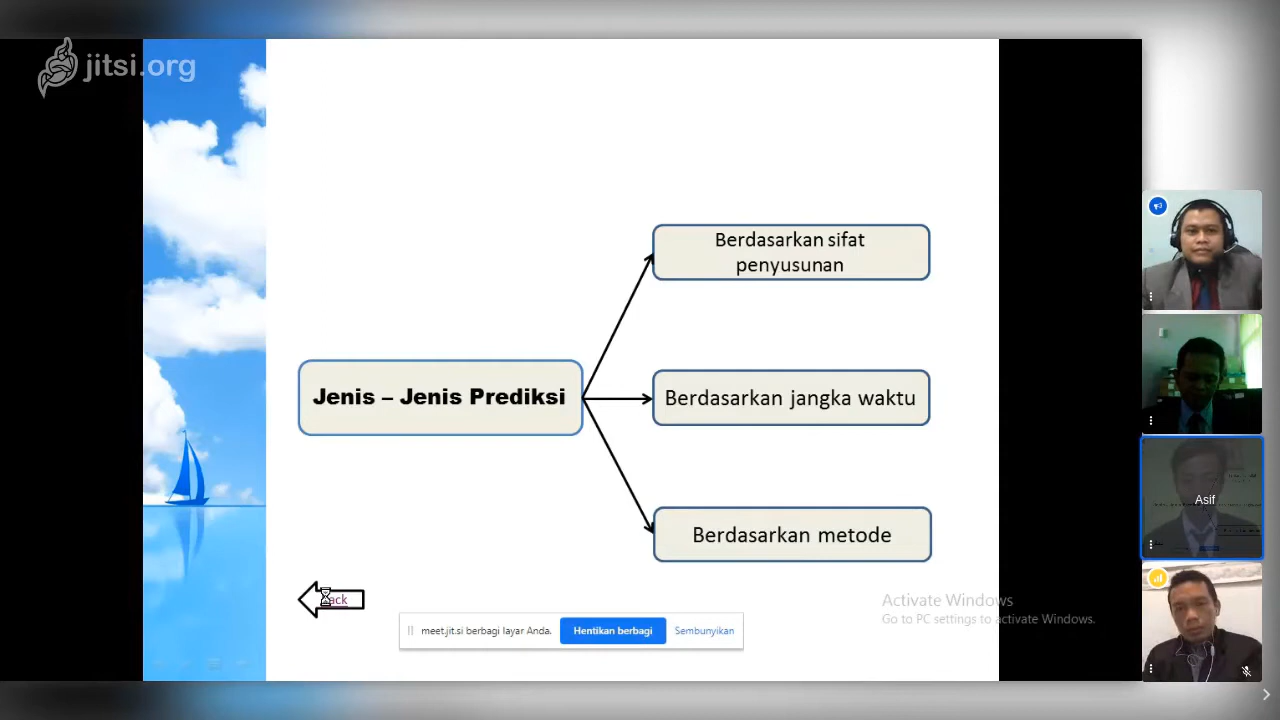 jitsi.org
Berdasarkan sifat
penyusunan
Jenis – Jenis Prediksi
Berdasarkan jangka waktu
Berdasarkan metode
meet.jit.si berbagi layar Anda.
Hentikan berbagi
Sembunyikan
Activate Windows
Go to PC settings to activate Windows.
Asif